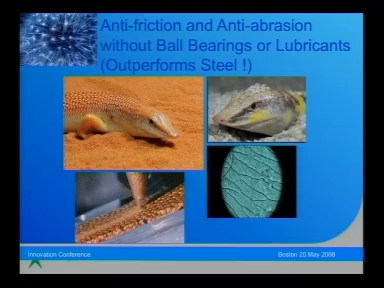 Anti-friction and Anti-abrasion
without Ball Bearings or Lubricants
(Outperforms Steel !)
Innovation Conference
Boston 20 May 2008